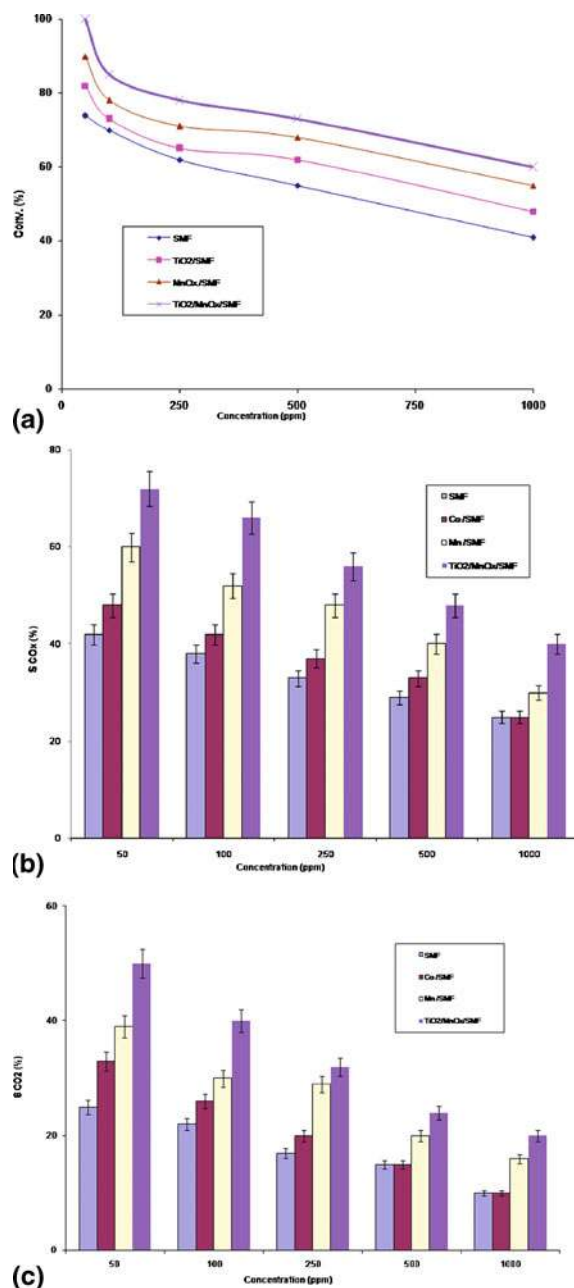 100
80
60
40
20
0
Conv. (%)
SMF
TiO2/SMF
MnOx/SMF
TiO2/MnOx/SMF
0 250 500 750 1000
Concentration (ppm)
(a)
80
60
40
20
0
S COx (%)
SMF
Co/SMF
Mn/SMF
TiO2/MnOx/SMF
50 100 250 500 1000
Concentration (ppm)
(b)
60
40
20
0
S CO2 (%)
SMF
Co/SMF
Mn/SMF
TiO2/MnOx/SMF
50 100 250 500 1000
Concentration (ppm)
(c)